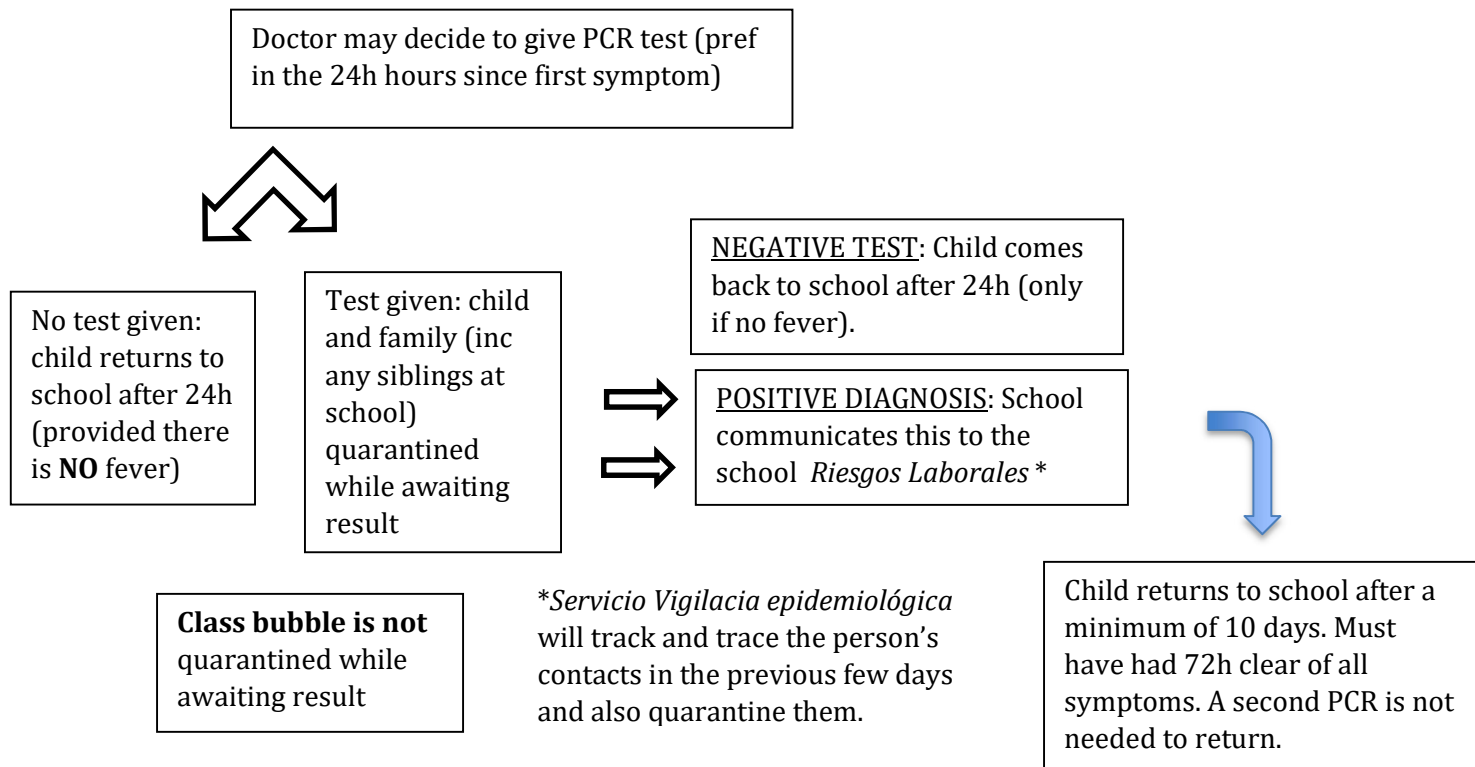 Doctor may decide to give PCR test (pref
in the 24h hours since first symptom)
No test given:
child returns to
school after 24h
(provided there
is NO fever)
Test given: child
and family (inc
any siblings at
school)
quarantined
while awaiting
result
NEGATIVE TEST: Child comes
back to school after 24h (only
if no fever).
POSITIVE DIAGNOSIS: School
communicates this to the
school Riesgos Laborales *
Class bubble is not
quarantined while
awaiting result
*Servicio Vigilacia epidemiológica
will track and trace the person’s
contacts in the previous few days
and also quarantine them.
Child returns to school after a
minimum of 10 days. Must
have had 72h clear of all
symptoms. A second PCR is not
needed to return.